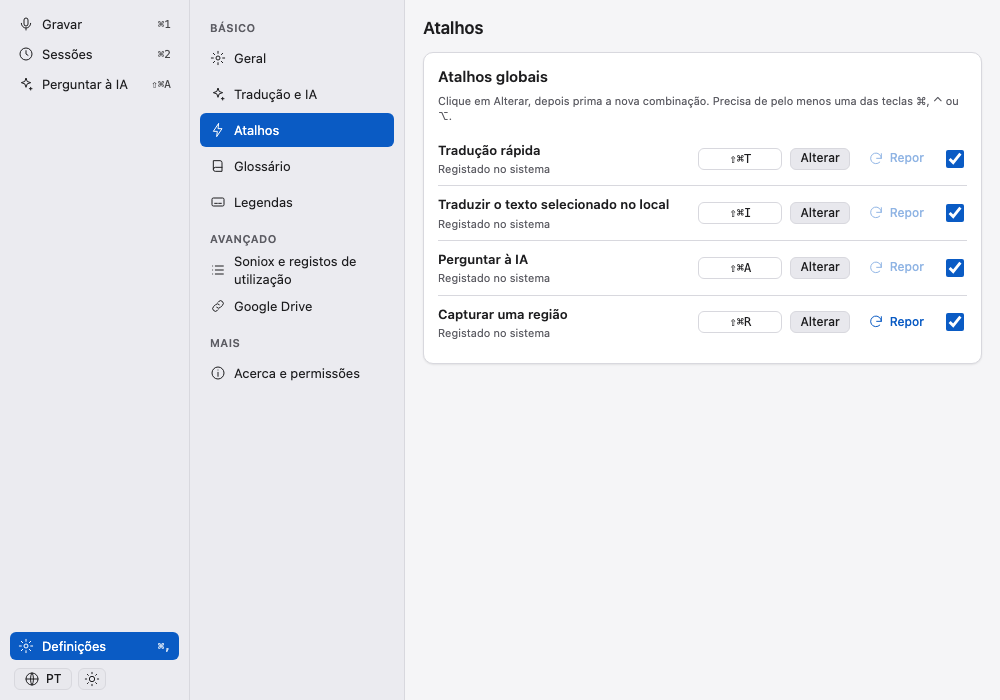 Gravar ⌘1
Sessões ⌘2
Perguntar à IA ⇧⌘A
Definições ⌘,
PT
BÁSICO
Geral
Tradução e IA
Atalhos
Glossário
Legendas
AVANÇADO
Soniox e registos de
utilização
Google Drive
MAIS
Acerca e permissões
Atalhos
Atalhos globais
Clique em Alterar, depois prima a nova combinação. Precisa de pelo menos uma das teclas ⌘, ⌃ ou
⌥.
Tradução rápida
Registado no sistema
⇧⌘T Alterar Repor
Traduzir o texto selecionado no local
Registado no sistema
⇧⌘I Alterar Repor
Perguntar à IA
Registado no sistema
⇧⌘A Alterar Repor
Capturar uma região
Registado no sistema
⇧⌘R Alterar Repor